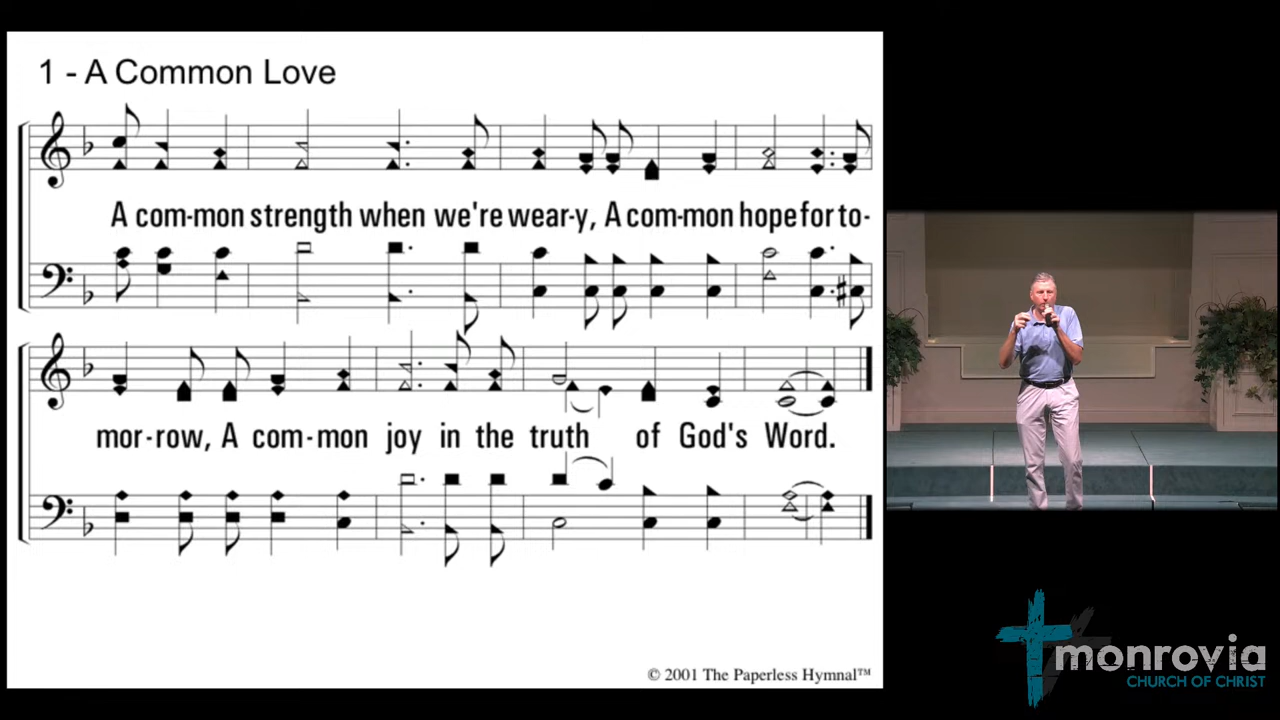 1 - A Common Love
A com-mon strength when we're wear-y, A com-mon hope for to-
mor-row, A com-mon joy in the truth of God's Word.
© 2001 The Paperless Hymnal™
monrovia
CHURCH OF CHRIST